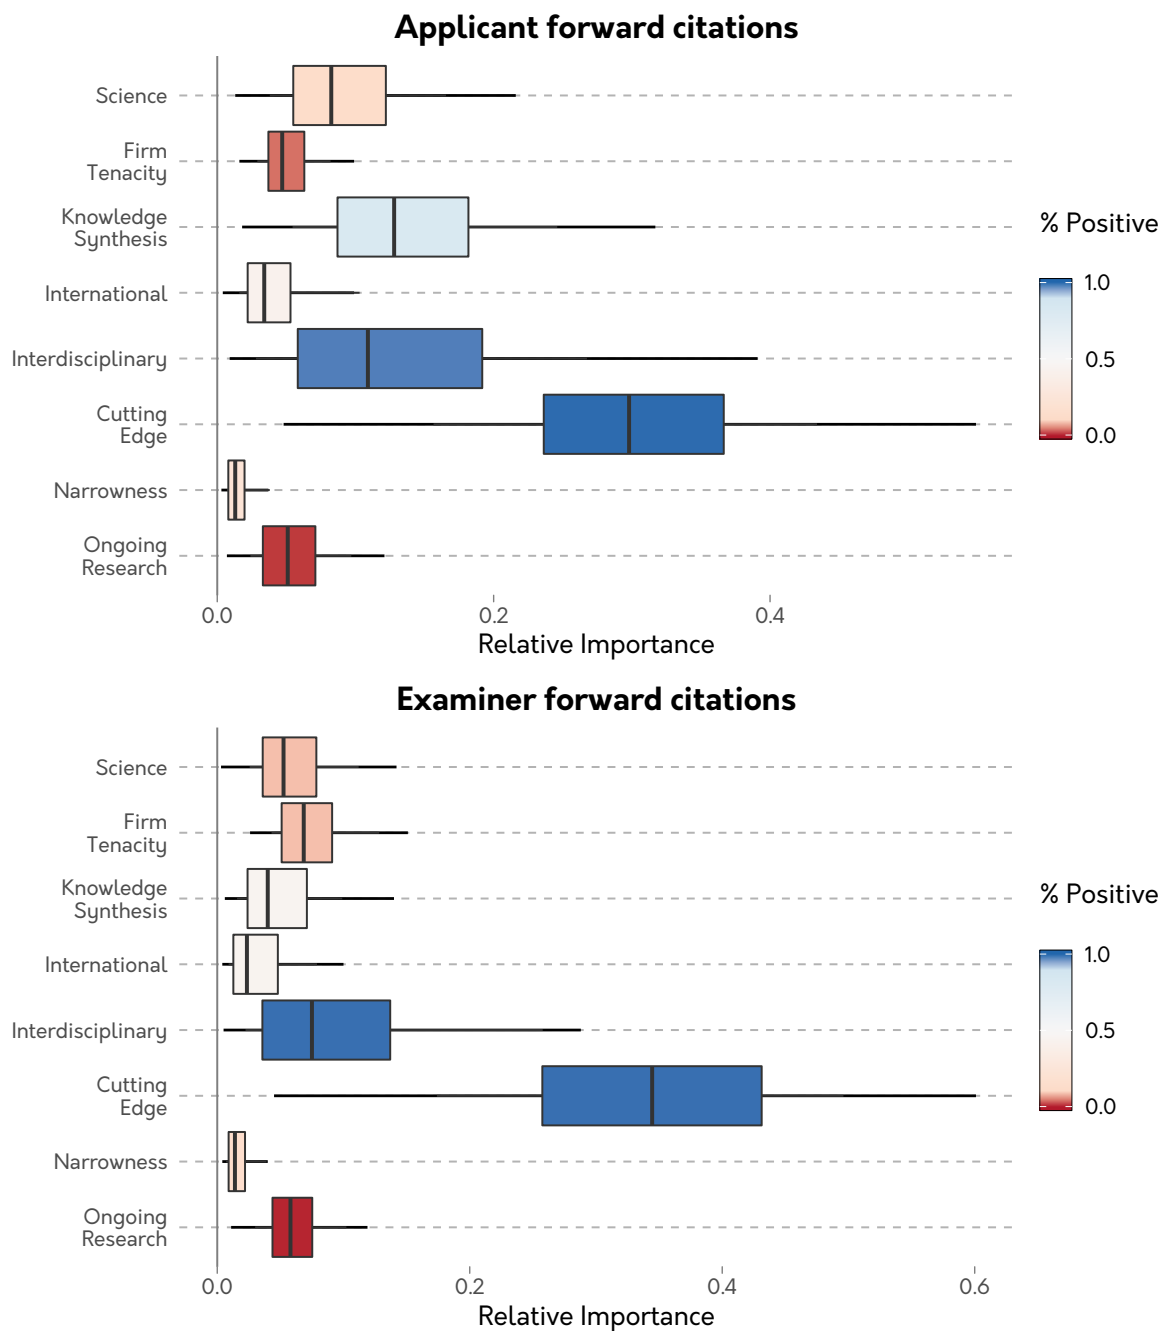 Applicant forward citations
Science
Firm
Tenacity
Knowledge
Synthesis
International
Interdisciplinary
Cutting
Edge
Narrowness
Ongoing
Research
0.0
0.2
0.4
Relative Importance
% Positive
1.0
0.5
0.0
Examiner forward citations
Science
Firm
Tenacity
Knowledge
Synthesis
International
Interdisciplinary
Cutting
Edge
Narrowness
Ongoing
Research
0.0
0.2
0.4
0.6
Relative Importance
% Positive
1.0
0.5
0.0